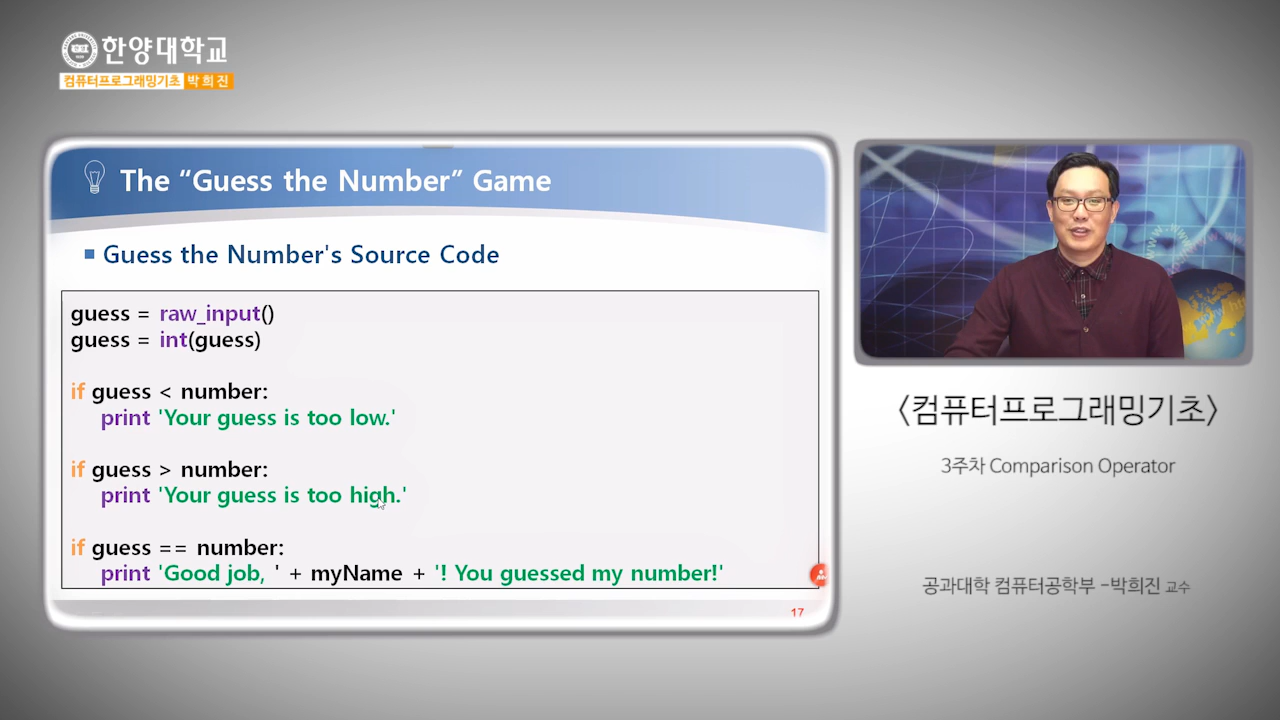 한양대학교
컴퓨터프로그래밍기초 박희진
The “Guess the Number” Game
Guess the Number's Source Code
guess = raw_input()
guess = int(guess)
if guess < number:
print 'Your guess is too low.'
if guess > number:
print 'Your guess is too high.'
if guess == number:
print 'Good job, ' + myName + '! You guessed my number!'
17
〈컴퓨터프로그래밍기초〉
3주차 Comparison Operator
공과대학 컴퓨터공학부 -박희진 교수